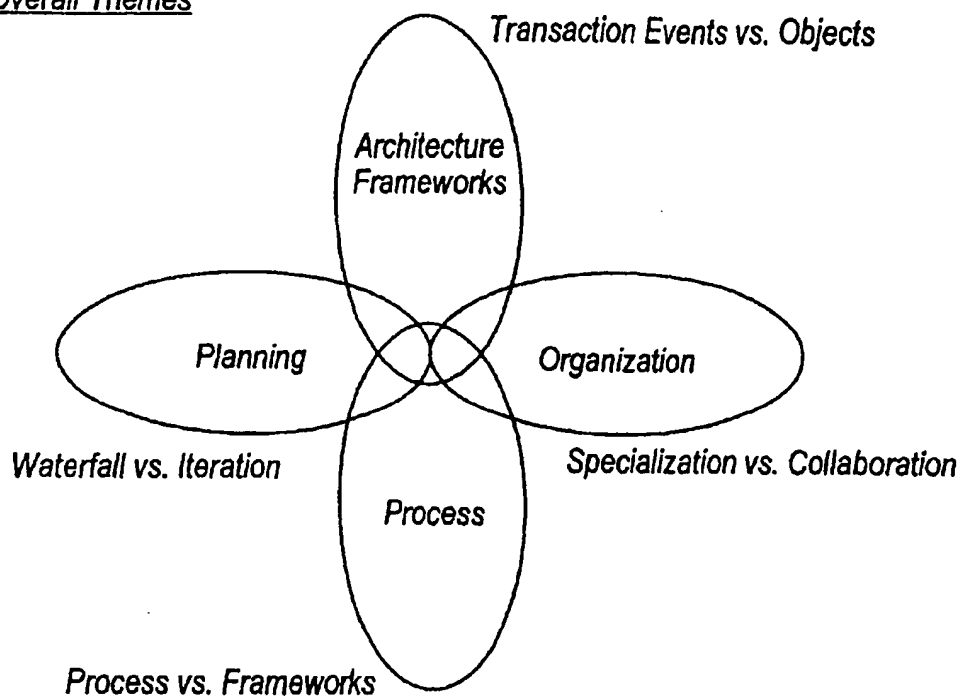 Overall Themes
Transaction Events vs. Objects
Architecture
Frameworks
Planning
Organization
Waterfall vs. Iteration
Specialization vs. Collaboration
Process
Process vs. Frameworks